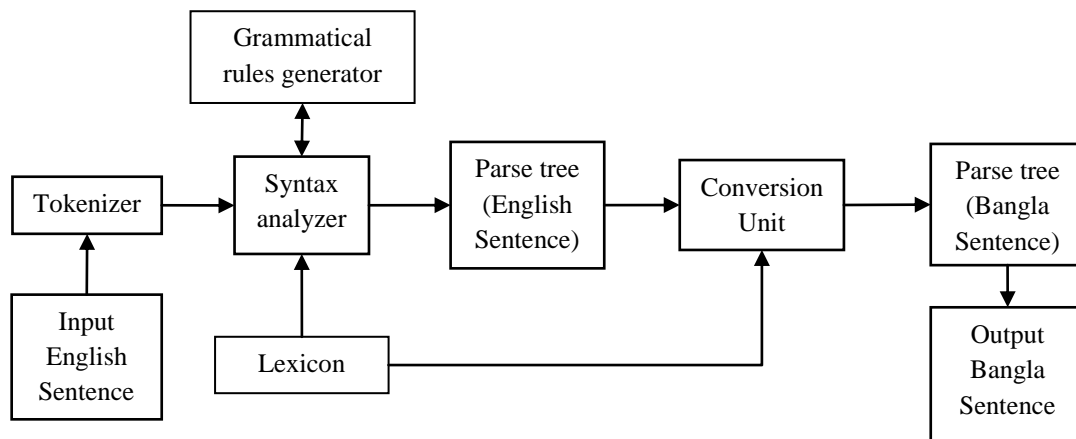 Grammatical
rules generator
Tokenizer
Syntax
analyzer
Parse tree
(English
Sentence)
Conversion
Unit
Parse tree
(Bangla
Sentence)
Input
English
Sentence
Lexicon
Output
Bangla
Sentence